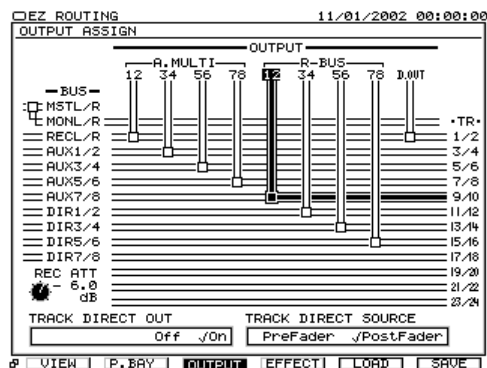 EZ ROUTING 11/01/2002 00:00:00
OUTPUT ASSIGN
OUTPUT
A.MULTI R-BUS
12 34 56 78 12 34 56 78 D.OUT
BUS
MSTL/R
MONL/R •TR•
RECL/R 1/2
AUX1/2 3/4
AUX3/4 5/6
AUX5/6 7/8
AUX7/8 9/10
DIR1/2 11/12
DIR3/4 13/14
DIR5/6 15/16
DIR7/8 17/18
REC ATT 19/20
- 6.0 21/22
dB 23/24
TRACK DIRECT OUT TRACK DIRECT SOURCE
Off √On PreFader √PostFader
VIEW P.BAY OUTPUT EFFECT LOAD SAVE